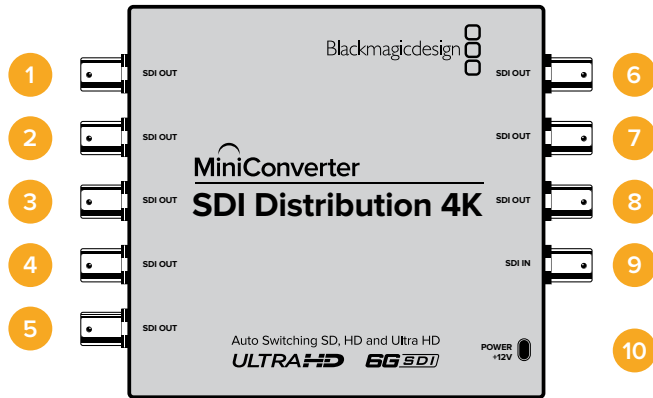 Blackmagicdesign
1 SDI OUT SDI OUT 6
2 SDI OUT SDI OUT 7
MiniConverter
3 SDI OUT SDI Distribution 4K SDI OUT 8
4 SDI OUT SDI IN 9
5 SDI OUT
Auto Switching SD, HD and Ultra HD
ULTRA HD 6G SDI
POWER
+12V
10